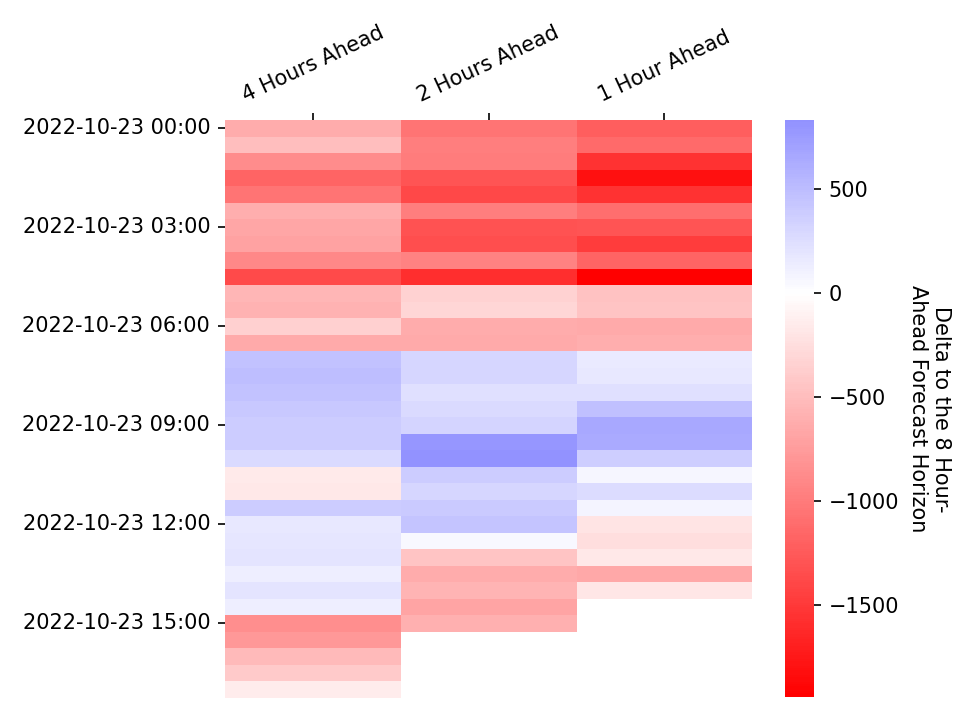 4 Hours Ahead
2 Hours Ahead
1 Hour Ahead
2022-10-23 00:00
2022-10-23 03:00
2022-10-23 06:00
2022-10-23 09:00
2022-10-23 12:00
2022-10-23 15:00
500
0
−500
−1000
−1500
Delta to the 8 Hour-
Ahead Forecast Horizon